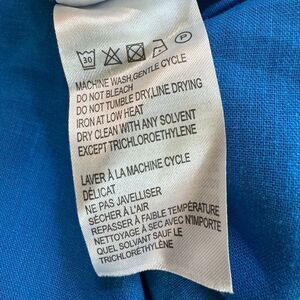 30 P
MACHINE WASH,GENTLE CYCLE
DO NOT BLEACH
DO NOT TUMBLE DRY,LINE DRYING
IRON AT LOW HEAT
DRY CLEAN WITH ANY SOLVENT
EXCEPT TRICHLOROETHYLENE
LAVER À LA MACHINE CYCLE
DÉLICAT
NE PAS JAVELLISER
SÉCHER À L'AIR
REPASSER À FAIBLE TEMPÉRATURE
NETTOYAGE À SEC AVEC N'IMPORTE
QUEL SOLVANT SAUF LE
TRICHLORÉTHYLÈNE